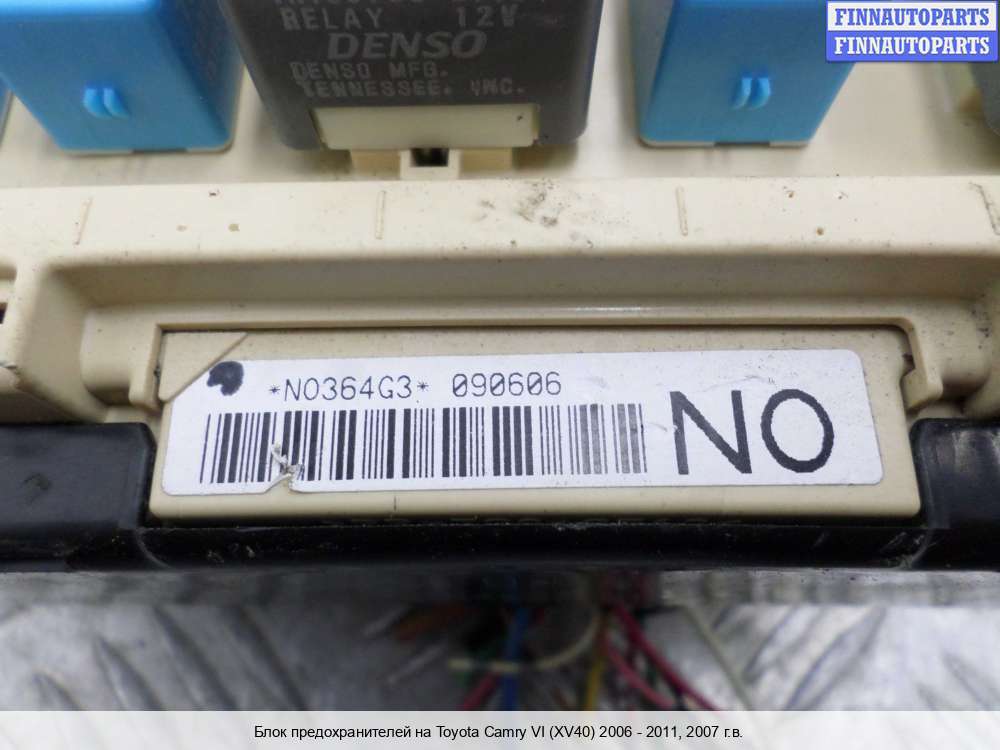 RELAY 12V
DENSO
DENSO MFG.
TENNESSEE. INC.
FINNAUTOPARTS
FINNAUTOPARTS
*NO364G3* 090606
NO
Блок предохранителей на Toyota Camry VI (XV40) 2006 - 2011, 2007 г.в.